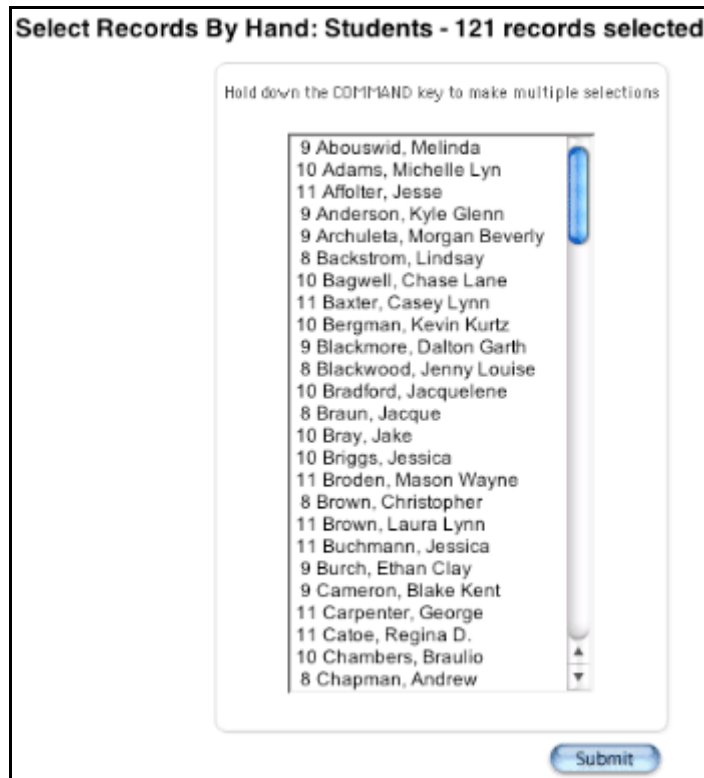 Select Records By Hand: Students - 121 records selected
Hold down the COMMAND key to make multiple selections
9 Abouswid, Melinda
10 Adams, Michelle Lyn
11 Affolter, Jesse
9 Anderson, Kyle Glenn
9 Archuleta, Morgan Beverly
8 Backstrom, Lindsay
10 Bagwell, Chase Lane
11 Baxter, Casey Lynn
10 Bergman, Kevin Kurtz
9 Blackmore, Dalton Garth
8 Blackwood, Jenny Louise
10 Bradford, Jacquelene
8 Braun, Jacque
10 Bray, Jake
10 Briggs, Jessica
11 Broden, Mason Wayne
8 Brown, Christopher
11 Brown, Laura Lynn
11 Buchmann, Jessica
9 Burch, Ethan Clay
9 Cameron, Blake Kent
11 Carpenter, George
11 Catoe, Regina D.
10 Chambers, Braulio
8 Chapman, Andrew
Submit